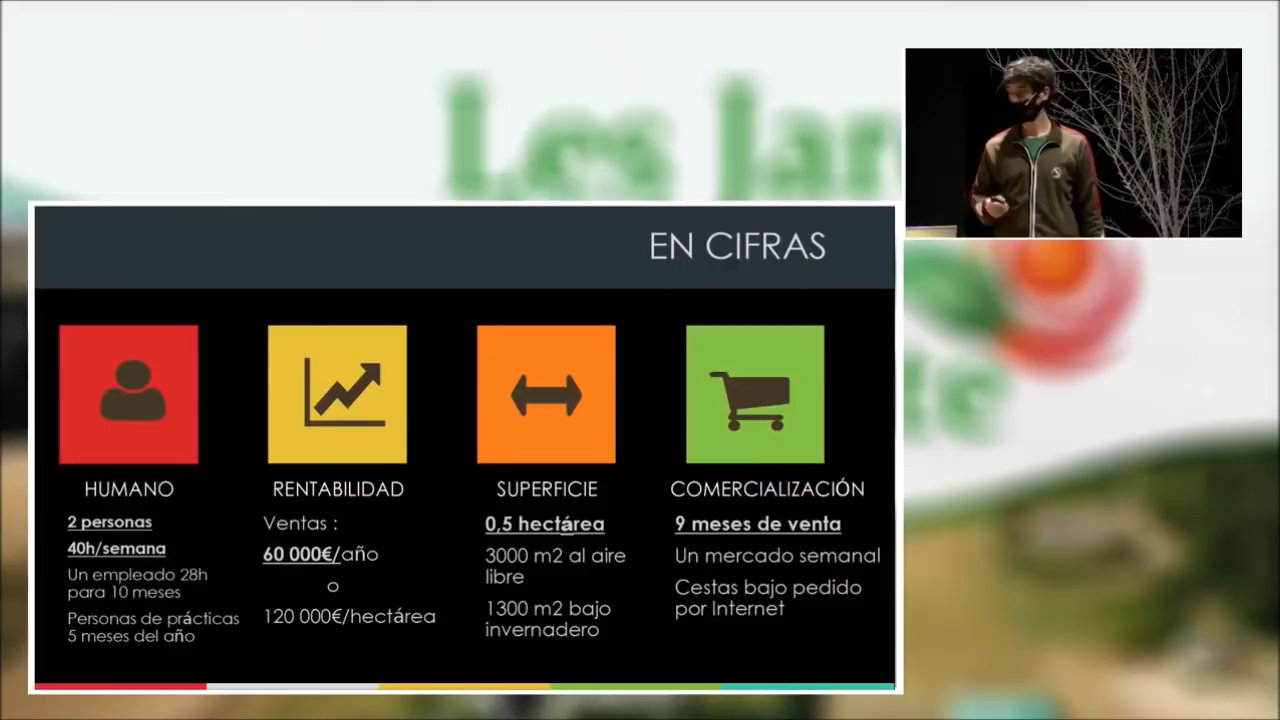 Les Jar
EN CIFRAS
HUMANO
2 personas
40h/semana
Un empleado 28h
para 10 meses
Personas de prácticas
5 meses del año
RENTABILIDAD
Ventas :
60 000€/año
o
120 000€/hectárea
SUPERFICIE
0,5 hectárea
3000 m2 al aire
libre
1300 m2 bajo
invernadero
COMERCIALIZACIÓN
9 meses de venta
Un mercado semanal
Cestas bajo pedido
por Internet